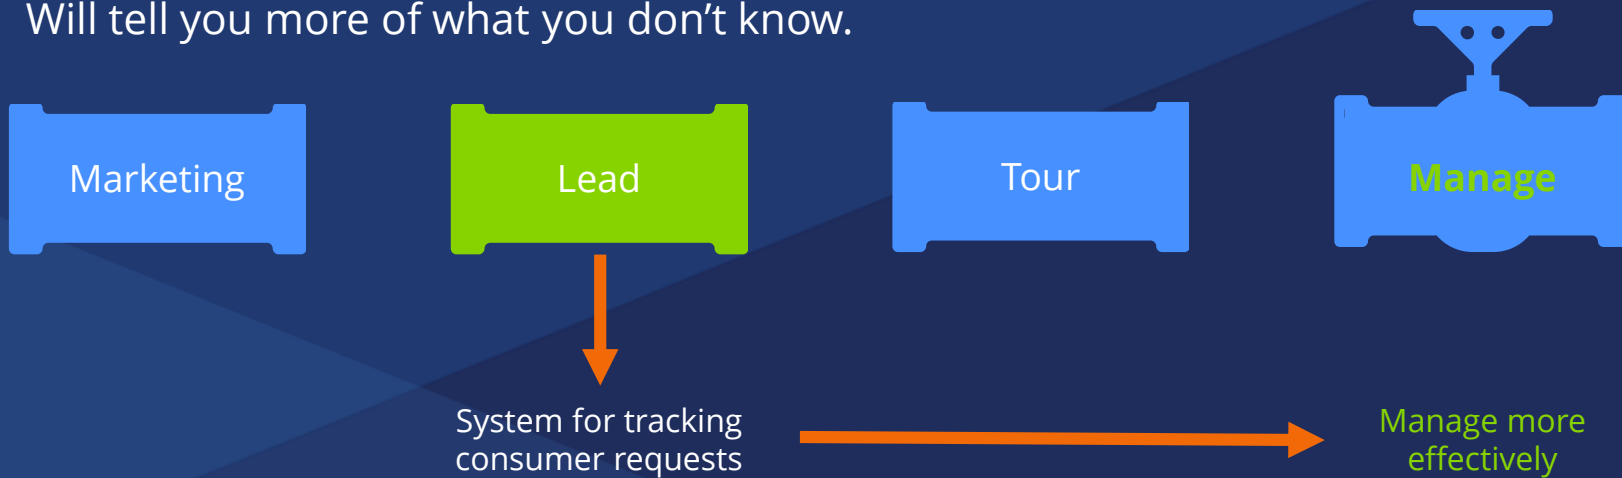 Will tell you more of what you don’t know.
Marketing
Lead
Tour
Manage
System for tracking
consumer requests
Manage more
effectively